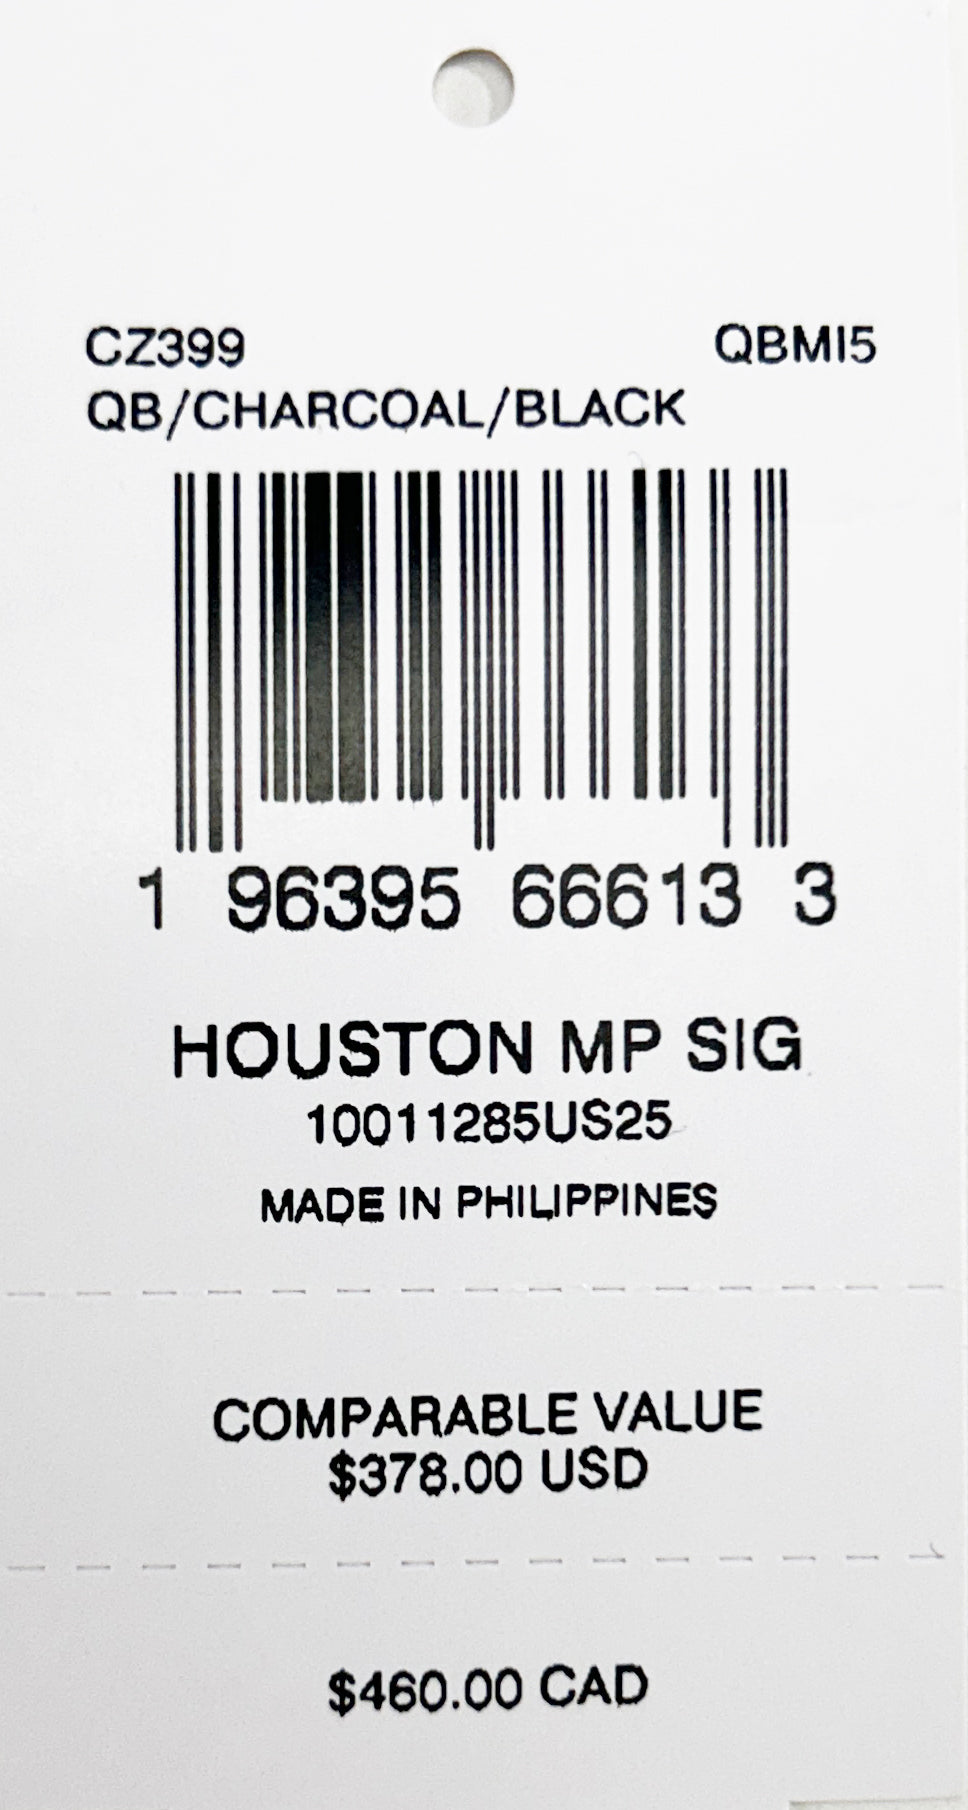 CZ399 QBMI5
QB/CHARCOAL/BLACK
1 96395 66613 3
HOUSTON MP SIG
10011285US25
MADE IN PHILIPPINES
COMPARABLE VALUE
$378.00 USD
$460.00 CAD